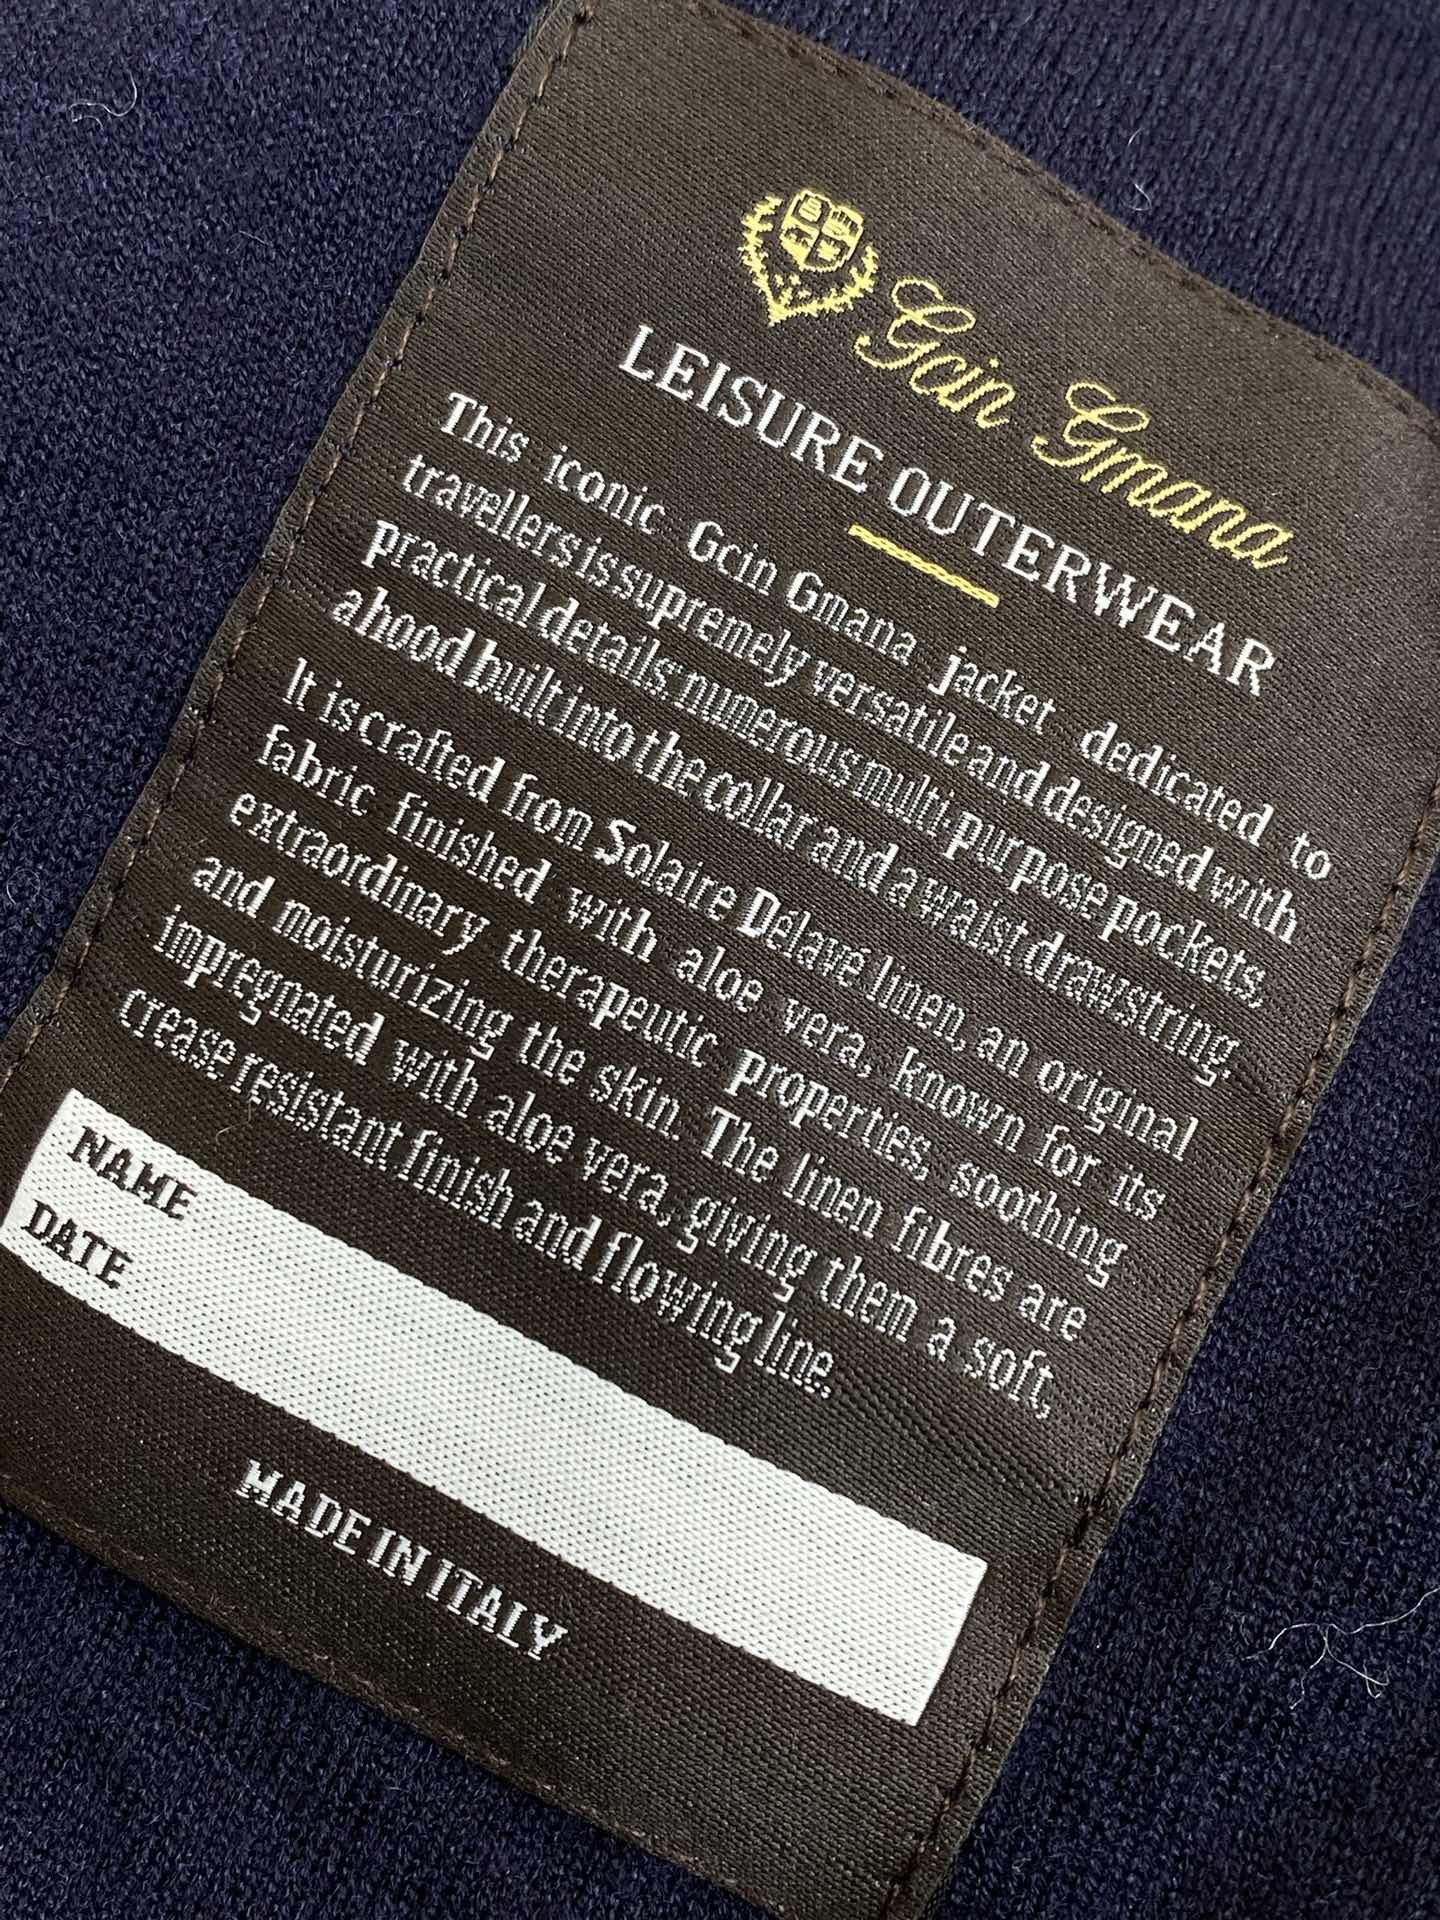 Gcin Gmana
LEISURE OUTERWEAR
This iconic Gcin Gmana jacket dedicated to
travellers is supremely versatile and designed with
practical details: numerous multi-purpose pockets,
a hood built into the collar and a waist drawstring.
It is crafted from Solaire Délavé linen, an original
fabric finished with aloe vera, known for its
extraordinary therapeutic properties, soothing
and moisturizing the skin. The linen fibres are
impregnated with aloe vera, giving them a soft,
crease resistant finish and flowing line.
NAME
DATE
MADE IN ITALY